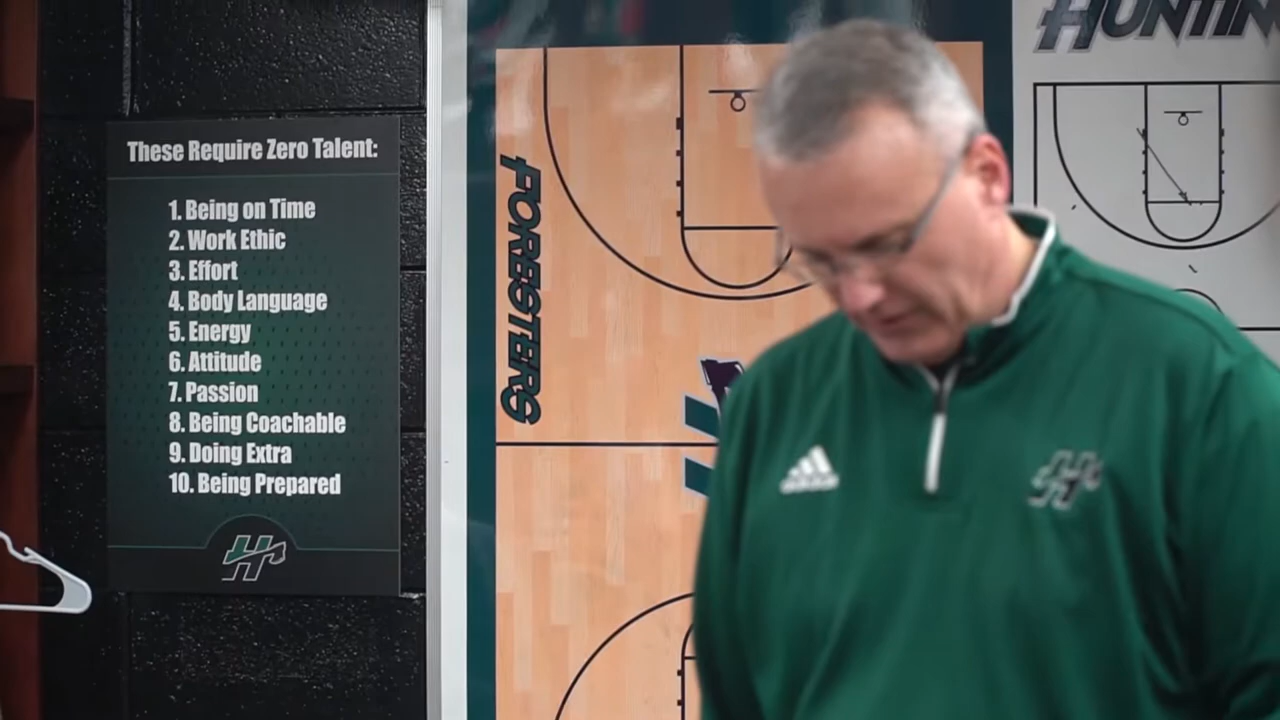 These Require Zero Talent:
1. Being on Time
2. Work Ethic
3. Effort
4. Body Language
5. Energy
6. Attitude
7. Passion
8. Being Coachable
9. Doing Extra
10. Being Prepared
H
FORESTERS
HUNTIN
H